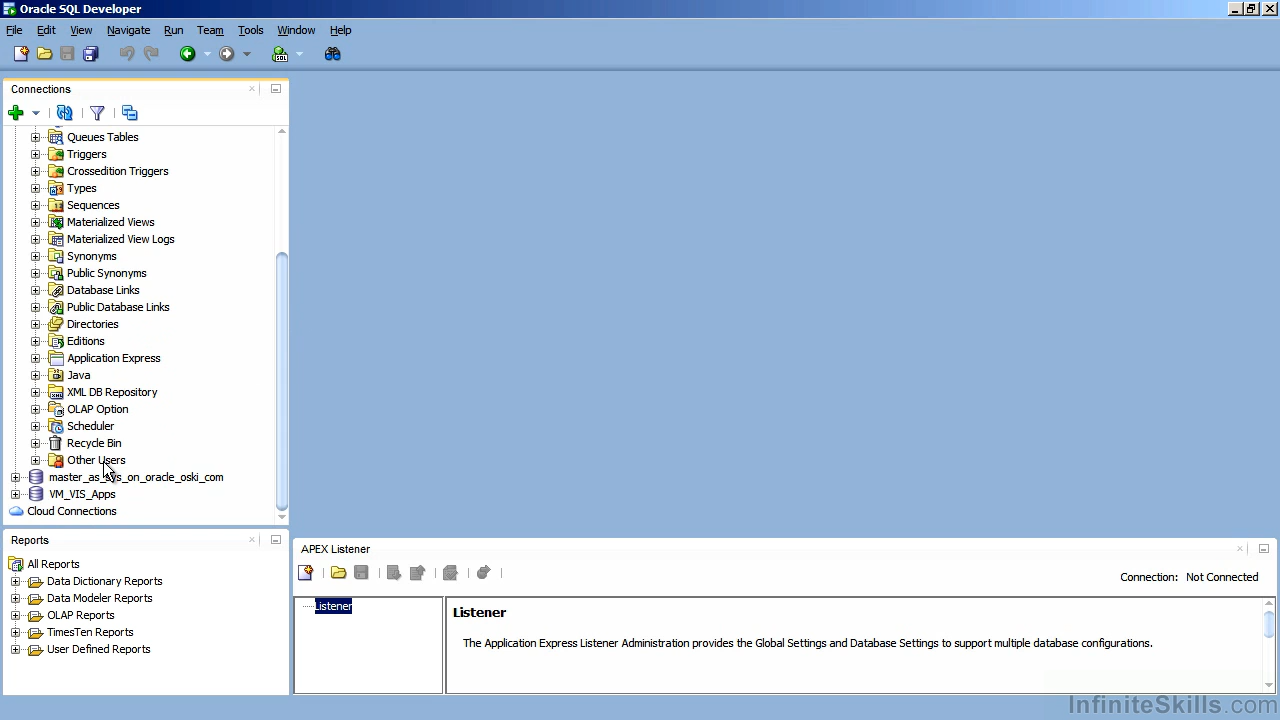 Oracle SQL Developer
File Edit View Navigate Run Team Tools Window Help
Connections
Queues Tables
Triggers
Crossedition Triggers
Types
Sequences
Materialized Views
Materialized View Logs
Synonyms
Public Synonyms
Database Links
Public Database Links
Directories
Editions
Application Express
Java
XML DB Repository
OLAP Option
Scheduler
Recycle Bin
Other Users
master_as_sys_on_oracle_oski_com
VM_VIS_Apps
Cloud Connections
Reports
All Reports
Data Dictionary Reports
Data Modeler Reports
OLAP Reports
TimesTen Reports
User Defined Reports
APEX Listener
Connection: Not Connected
Listener
Listener
The Application Express Listener Administration provides the Global Settings and Database Settings to support multiple database configurations.
InfiniteSkills.com